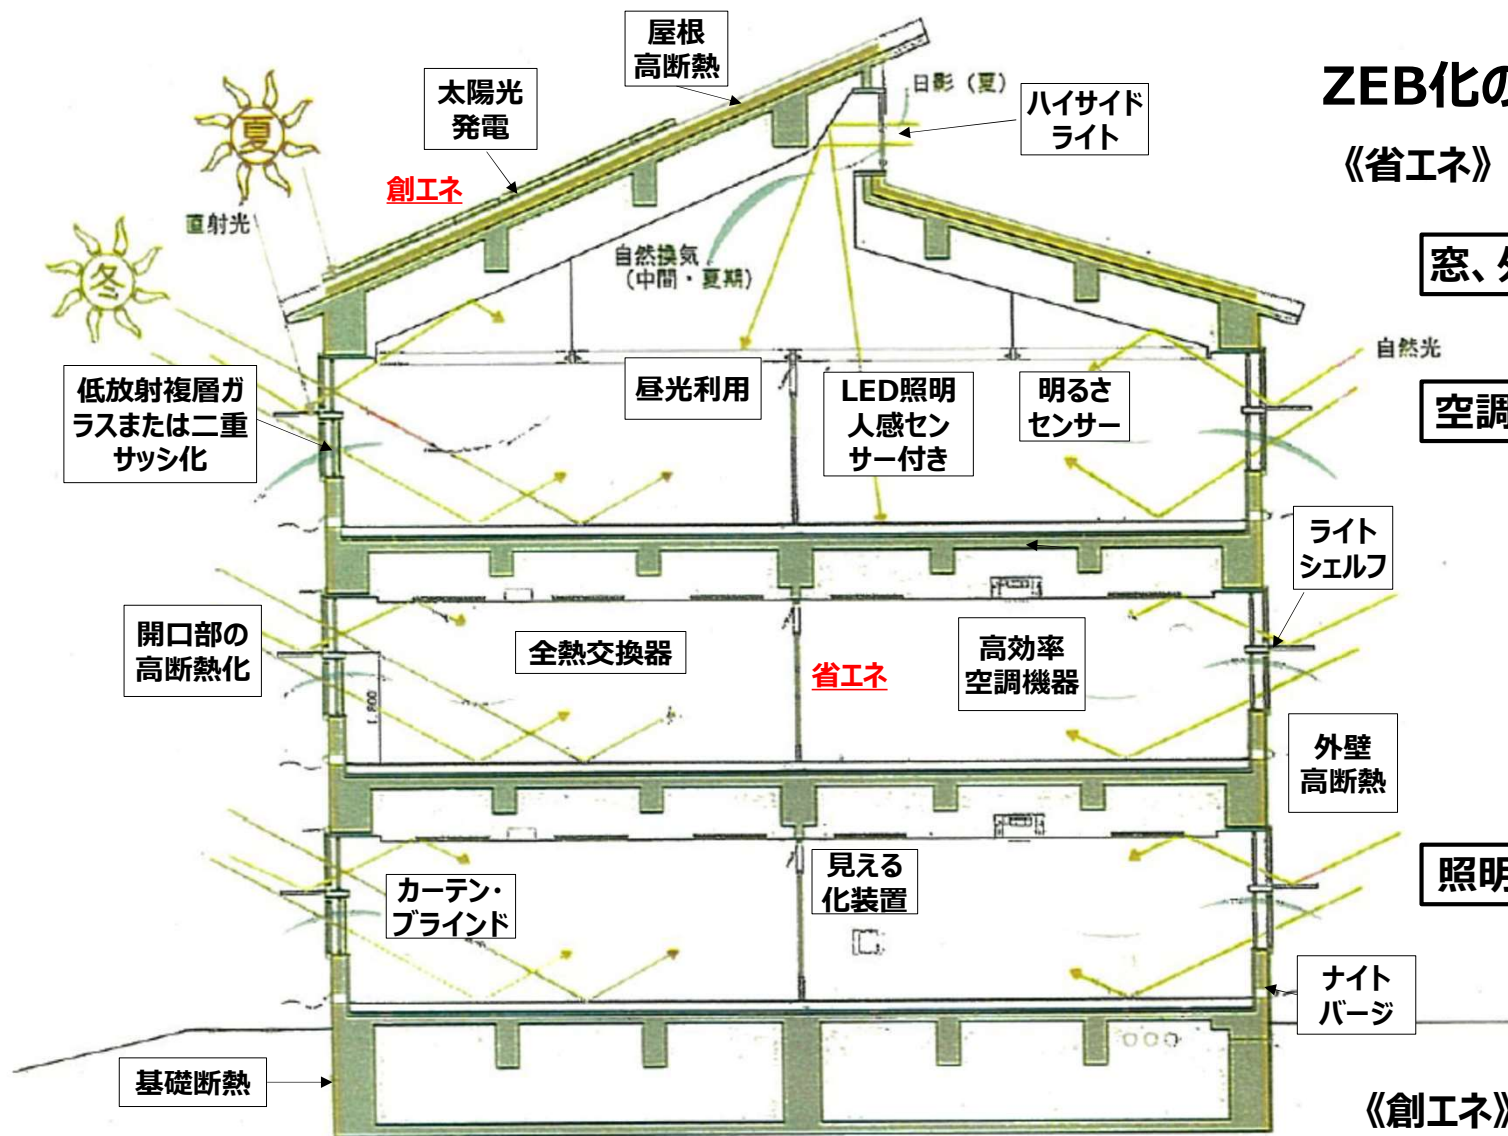 屋根
高断熱
太陽光
発電
創エネ
夏
直射光
冬
日影（夏）
ハイサイド
ライト
自然換気
（中間・夏期）
ZEB化の
《省エネ》
窓、
自然光
空調
低放射複層ガ
ラスまたは二重
サッシ化
昼光利用
LED照明
人感セン
サー付き
明るさ
センサー
ライト
シェルフ
開口部の
高断熱化
全熱交換器
省エネ
高効率
空調機器
1,800
外壁
高断熱
カーテン・
ブラインド
見える
化装置
照明
ナイト
バージ
基礎断熱
《創エネ》